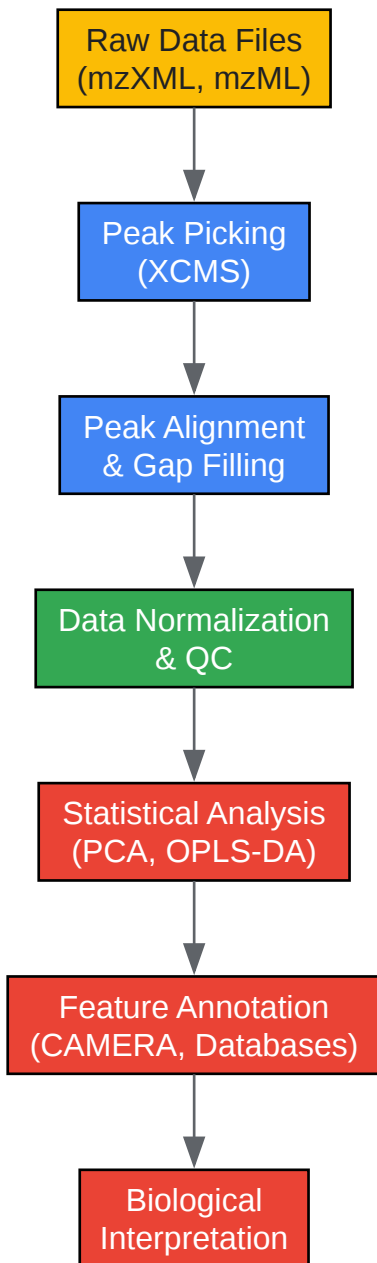 Raw Data Files
(mzXML, mzML)
Peak Picking
(XCMS)
Peak Alignment
& Gap Filling
Data Normalization
& QC
Statistical Analysis
(PCA, OPLS-DA)
Feature Annotation
(CAMERA, Databases)
Biological
Interpretation